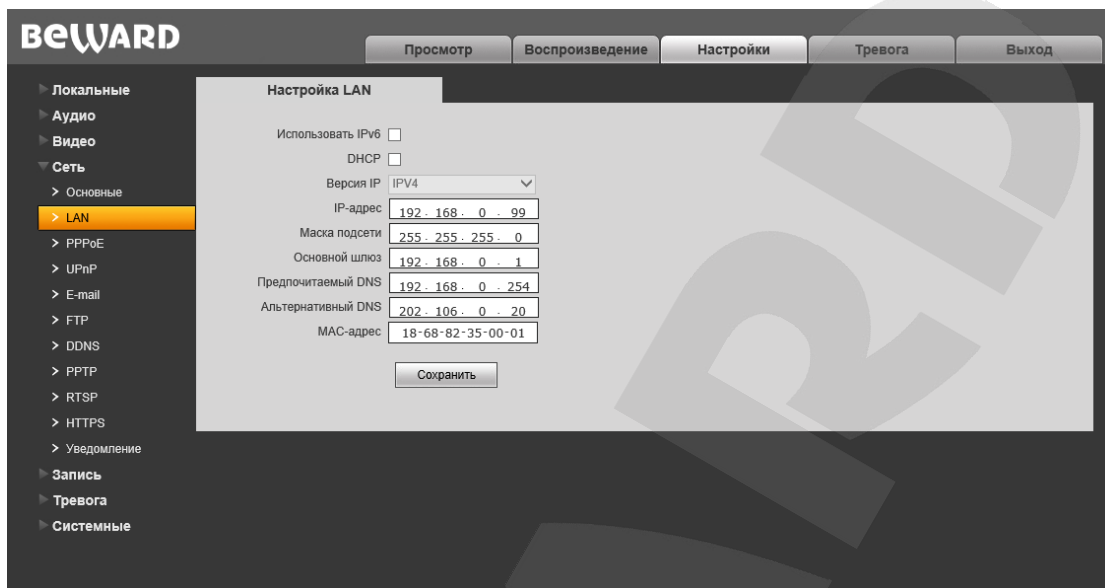 BEWARD
Просмотр
Воспроизведение
Настройки
Тревога
Выход
Локальные
Аудио
Видео
Сеть
> Основные
> LAN
> PPPoE
> UPnP
> E-mail
> FTP
> DDNS
> PPTP
> RTSP
> HTTPS
> Уведомление
Запись
Тревога
Системные
Настройка LAN
Использовать IPv6
DHCP
Версия IP IPV4
IP-адрес 192 . 168 . 0 . 99
Маска подсети 255 . 255 . 255 . 0
Основной шлюз 192 . 168 . 0 . 1
Предпочитаемый DNS 192 . 168 . 0 . 254
Альтернативный DNS 202 . 106 . 0 . 20
МАС-адрес 18-68-82-35-00-01
Сохранить